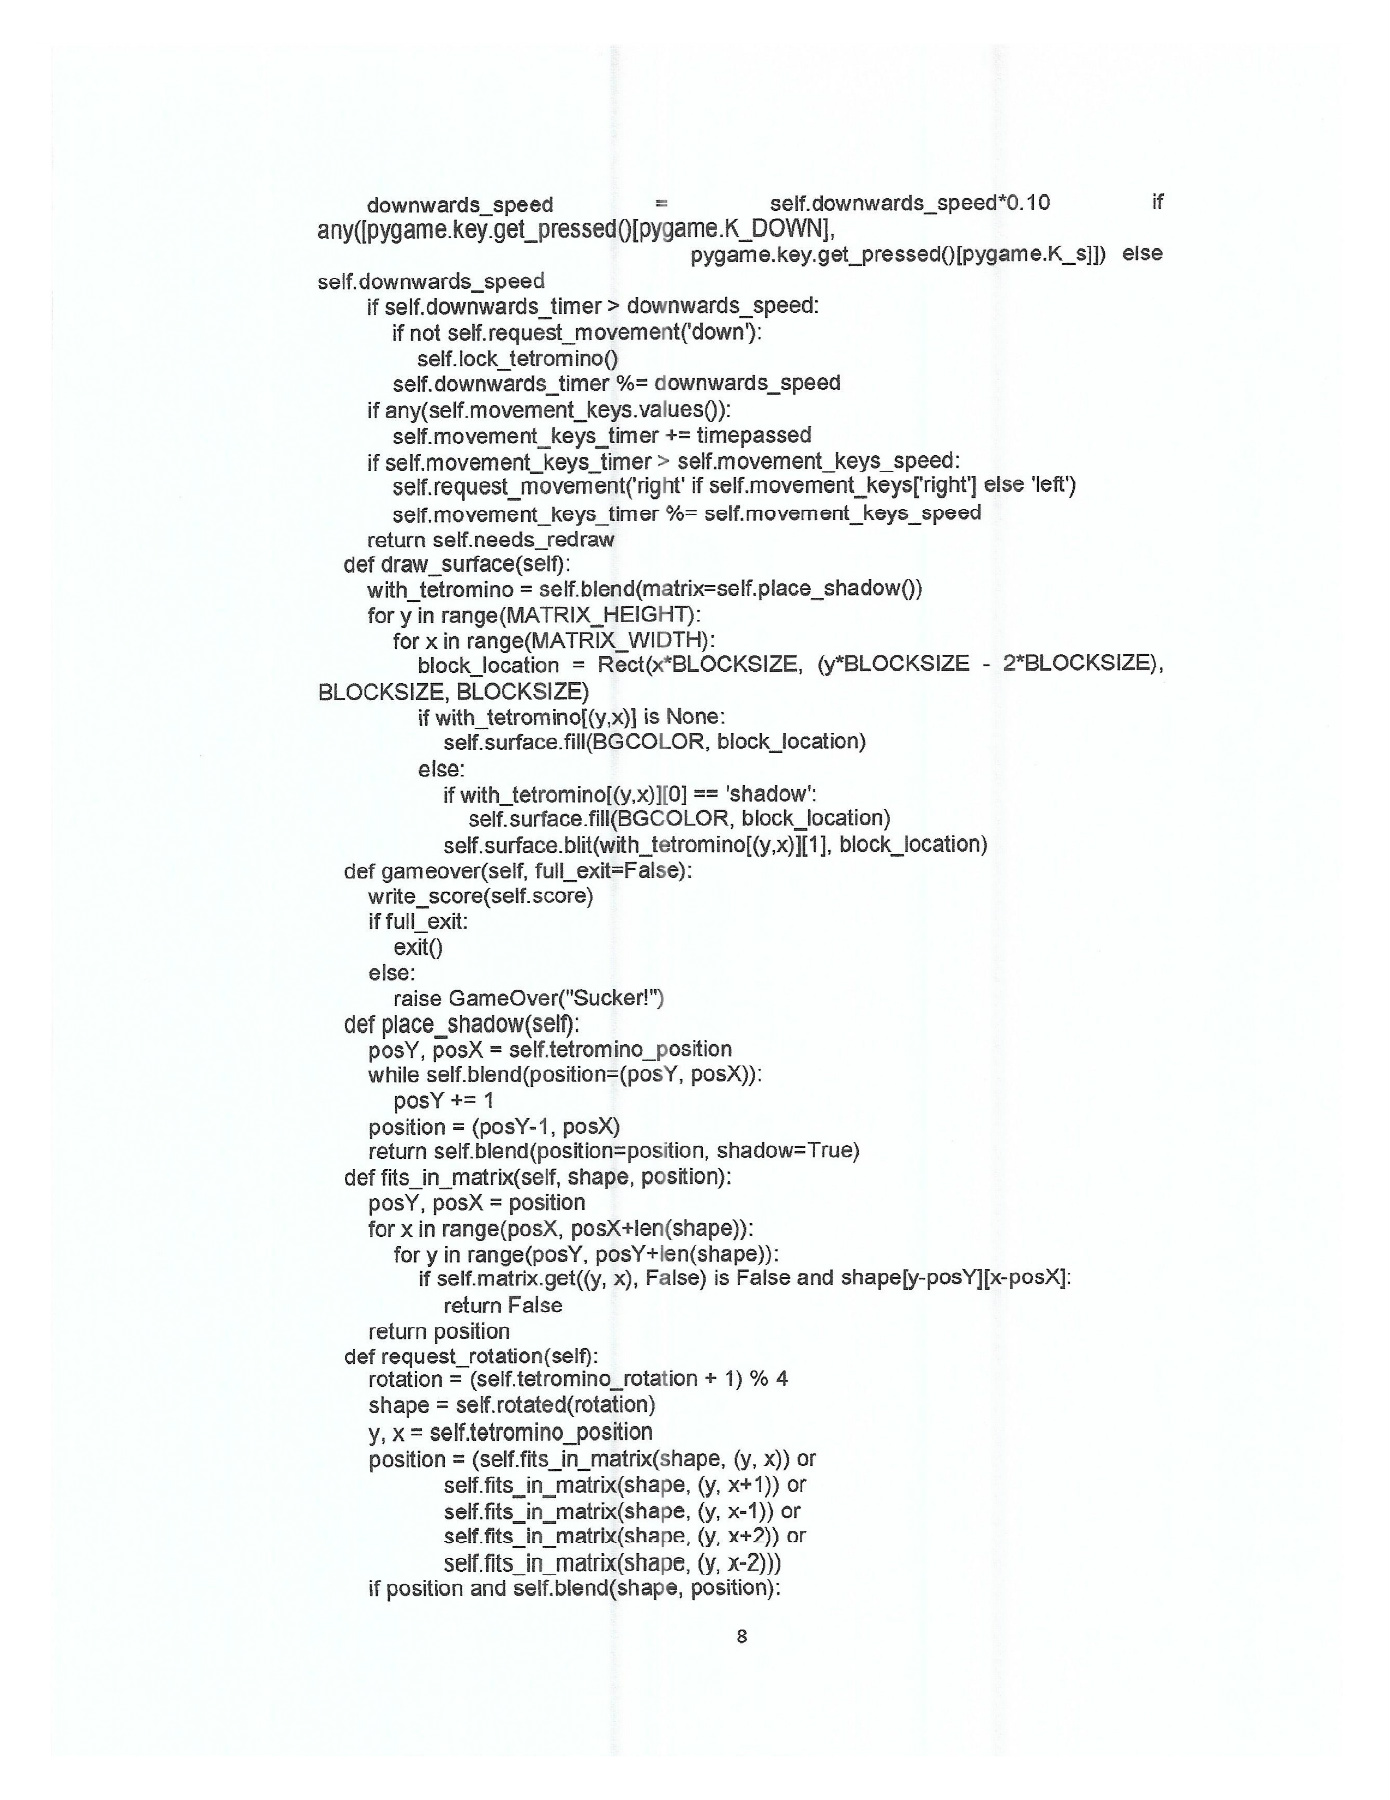 downwards_speed = self.downwards_speed*0.10 if
any([pygame.key.get_pressed()[pygame.K_DOWN],
pygame.key.get_pressed()[pygame.K_s]]) else
self.downwards_speed
if self.downwards_timer > downwards_speed:
if not self.request_movement('down'):
self.lock_tetromino()
self.downwards_timer %= downwards_speed
if any(self.movement_keys.values()):
self.movement_keys_timer += timepassed
if self.movement_keys_timer > self.movement_keys_speed:
self.request_movement('right' if self.movement_keys['right'] else 'left')
self.movement_keys_timer %= self.movement_keys_speed
return self.needs_redraw
def draw_surface(self):
with_tetromino = self.blend(matrix=self.place_shadow())
for y in range(MATRIX_HEIGHT):
for x in range(MATRIX_WIDTH):
block_location = Rect(x*BLOCKSIZE, (y*BLOCKSIZE - 2*BLOCKSIZE),
BLOCKSIZE, BLOCKSIZE)
if with_tetromino[(y,x)] is None:
self.surface.fill(BGCOLOR, block_location)
else:
if with_tetromino[(y,x)][0] == 'shadow':
self.surface.fill(BGCOLOR, block_location)
self.surface.blit(with_tetromino[(y,x)][1], block_location)
def gameover(self, full_exit=False):
write_score(self.score)
if full_exit:
exit()
else:
raise GameOver("Sucker!")
def place_shadow(self):
posY, posX = self.tetromino_position
while self.blend(position=(posY, posX)):
posY += 1
position = (posY-1, posX)
return self.blend(position=position, shadow=True)
def fits_in_matrix(self, shape, position):
posY, posX = position
for x in range(posX, posX+len(shape)):
for y in range(posY, posY+len(shape)):
if self.matrix.get((y, x), False) is False and shape[y-posY][x-posX]:
return False
return position
def request_rotation(self):
rotation = (self.tetromino_rotation + 1) % 4
shape = self.rotated(rotation)
y, x = self.tetromino_position
position = (self.fits_in_matrix(shape, (y, x)) or
self.fits_in_matrix(shape, (y, x+1)) or
self.fits_in_matrix(shape, (y, x-1)) or
self.fits_in_matrix(shape, (y, x+2)) or
self.fits_in_matrix(shape, (y, x-2)))
if position and self.blend(shape, position):
8